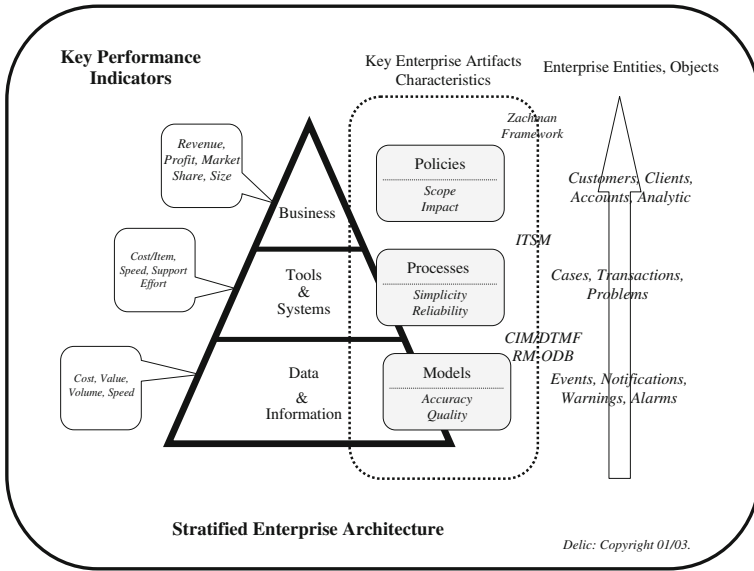 Key Performance
Indicators
Key Enterprise Artifacts
Characteristics
Enterprise Entities, Objects
Zachman
Framework
Revenue,
Profit, Market
Share, Size
Business
Policies
Scope
Impact
Customers, Clients,
Accounts, Analytic
ITSM
Cost/Item,
Speed, Support
Effort
Tools
&
Systems
Processes
Simplicity
Reliability
Cases, Transactions,
Problems
CIM/DTMF
RM-ODB
Cost, Value,
Volume, Speed
Data
&
Information
Models
Accuracy
Quality
Events, Notifications,
Warnings, Alarms
Stratified Enterprise Architecture
Delic: Copyright 01/03.